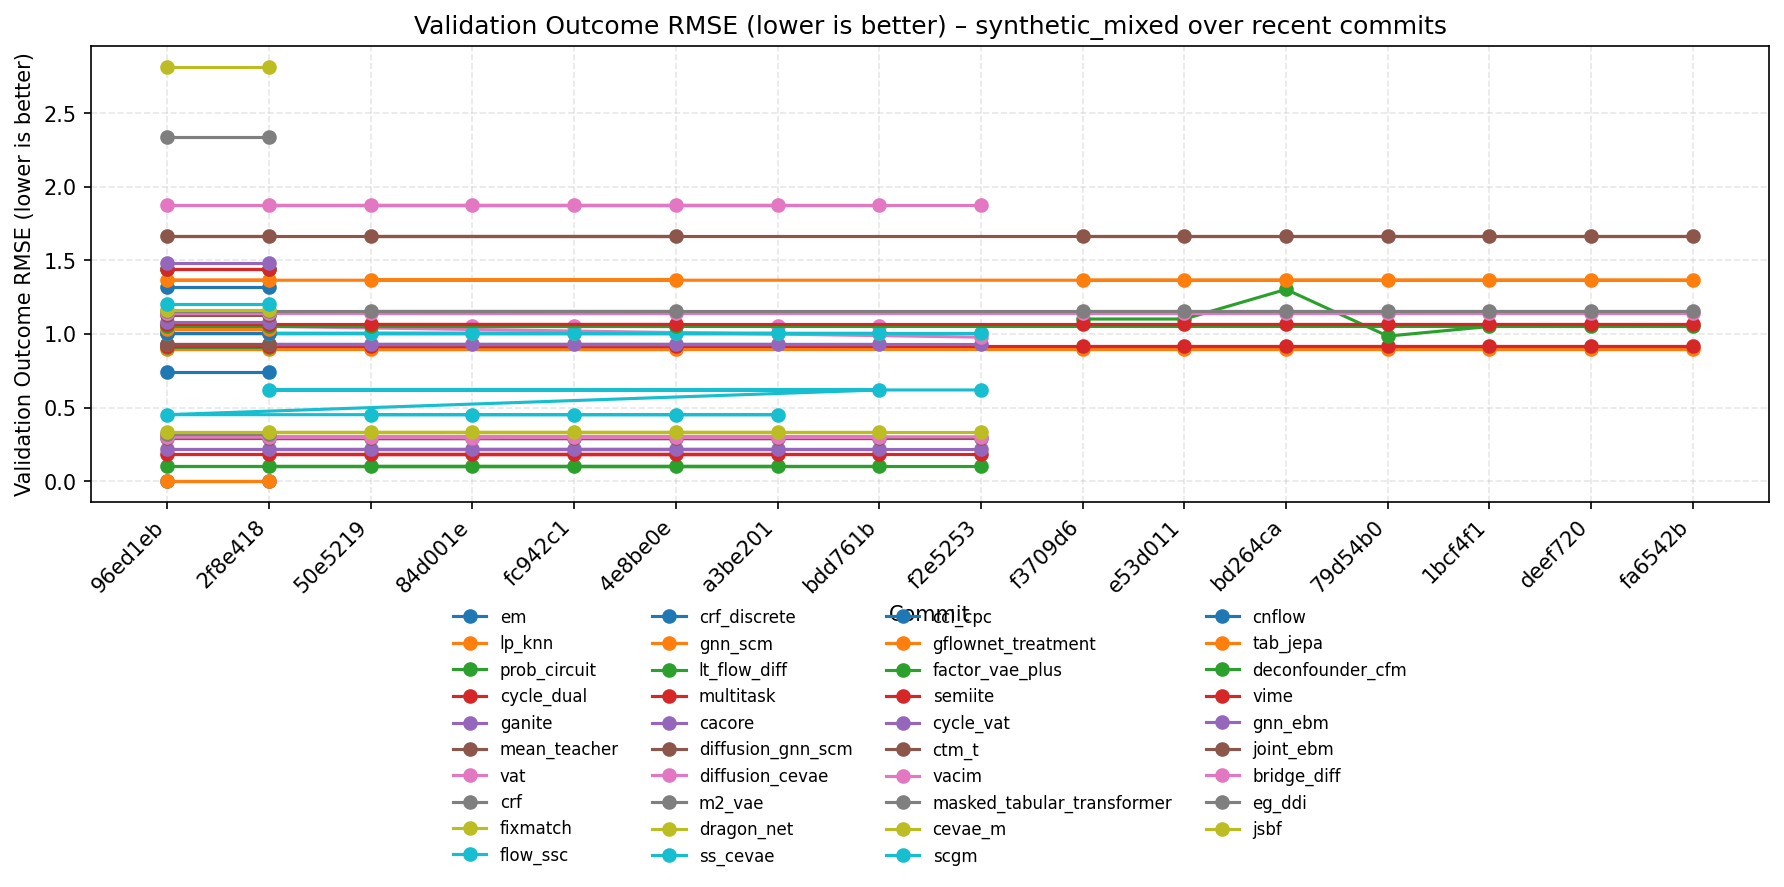 Validation Outcome RMSE (lower is better) – synthetic_mixed over recent commits
Validation Outcome RMSE (lower is better)
2.5
2.0
1.5
1.0
0.5
0.0
96ed1eb
2f8e418
50e5219
84d001e
fc942c1
4e8be0e
a3be201
bdd761b
f2e5253
f3709d6
e53d011
bd264ca
79d54b0
1bcf4f1
deef720
fa6542b
Commit
em
lp_knn
prob_circuit
cycle_dual
ganite
mean_teacher
vat
crf
fixmatch
flow_ssc
crf_discrete
gnn_scm
lt_flow_diff
multitask
cacore
diffusion_gnn_scm
diffusion_cevae
m2_vae
dragon_net
ss_cevae
ccl_cpc
gflownet_treatment
factor_vae_plus
semiite
cycle_vat
ctm_t
vacim
masked_tabular_transformer
cevae_m
scgm
cnflow
tab_jepa
deconfounder_cfm
vime
gnn_ebm
joint_ebm
bridge_diff
eg_ddi
jsbf